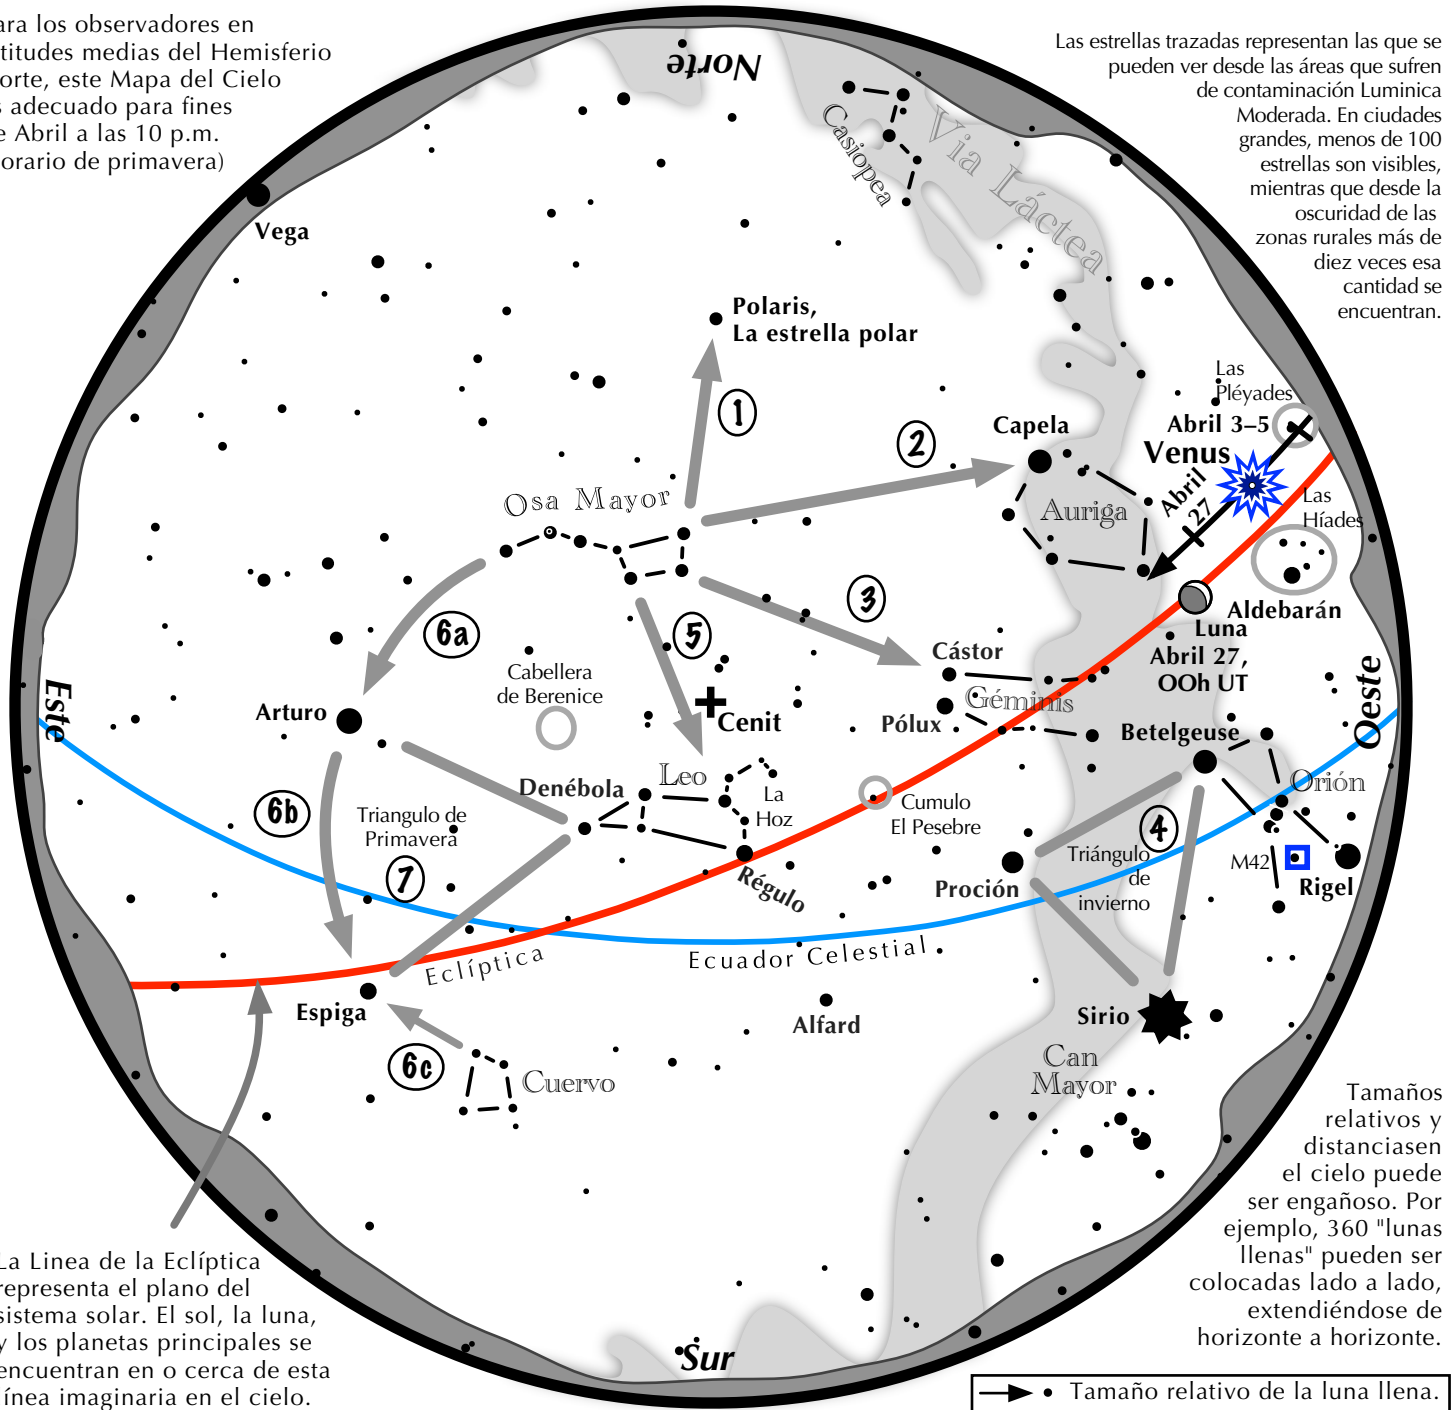 ara los observadores en
titudes medias del Hemisferio
orte, este Mapa del Cielo
s adecuado para fines
e Abril a las 10 p.m.
orario de primavera)
Las estrellas trazadas representan las que se
pueden ver desde las áreas que sufren
de contaminación Luminica
Moderada. En ciudades
grandes, menos de 100
estrellas son visibles,
mientras que desde la
oscuridad de las
zonas rurales más de
diez veces esa
cantidad se
encuentran.
Norte
Casiopea
Via Láctea
Vega
Polaris,
La estrella polar
1
2
Capela
Las
Pléyades
Abril 3–5
Venus
Abril
27
Las
Híades
Osa Mayor
Auriga
Aldebarán
Luna
Abril 27,
OOh UT
3
5
6a
Cabellera
de Berenice
Cástor
Géminis
Pólux
Cenit
Este
Arturo
Oeste
Betelgeuse
Orión
Denébola
Leo
La
Hoz
Cumulo
El Pesebre
6b
Triangulo de
Primavera
7
4
Triángulo
de
invierno
M42
Rigel
Régulo
Proción
Eclíptica
Ecuador Celestial
Espiga
Alfard
Sirio
6c
Cuervo
Can
Mayor
Tamaños
relativos y
distanciasen
el cielo puede
ser engañoso. Por
ejemplo, 360 "lunas
llenas" pueden ser
colocadas lado a lado,
extendiéndose de
horizonte a horizonte.
La Linea de la Eclíptica
representa el plano del
sistema solar. El sol, la luna,
y los planetas principales se
encuentran en o cerca de esta
ínea imaginaria en el cielo.
Sur
Tamaño relativo de la luna llena.